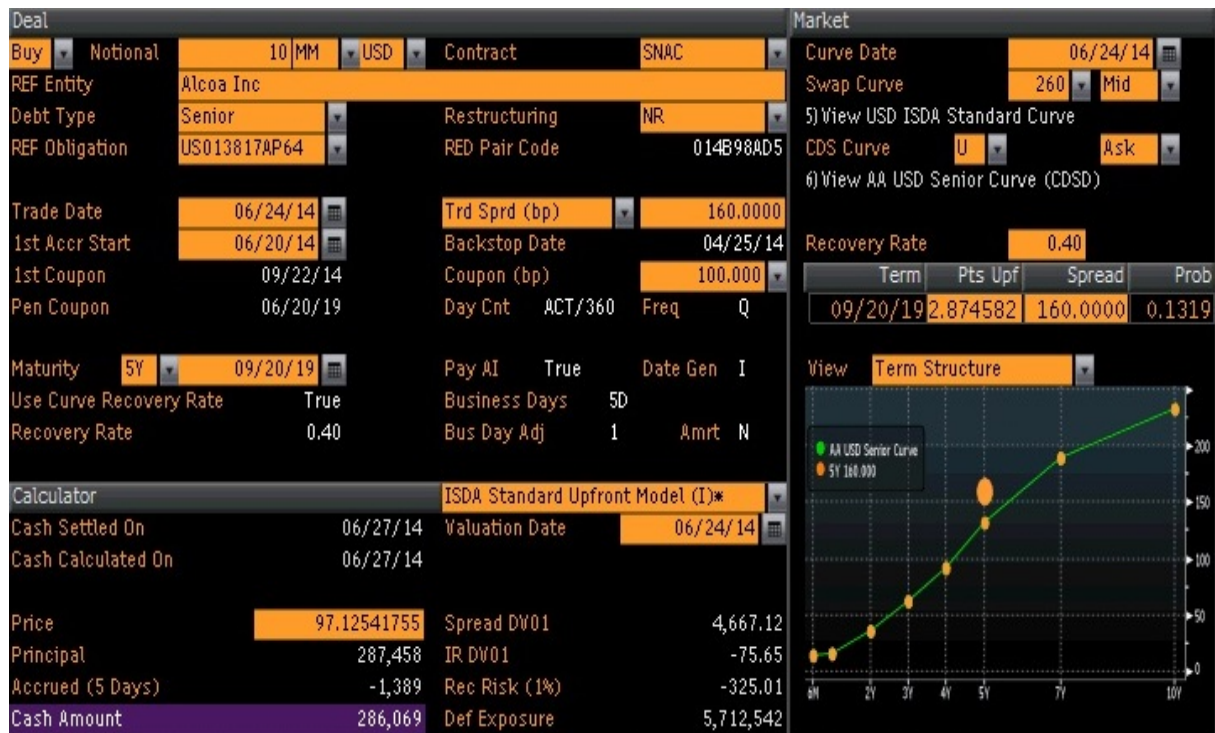 Deal
Buy Notional 10 MM USD Contract SNAC
REF Entity Alcoa Inc
Debt Type Senior Restructuring NR
REF Obligation US013817AP64 RED Pair Code 014B98AD5
Trade Date 06/24/14 Trd Sprd (bp) 160.0000
1st Accr Start 06/20/14 Backstop Date 04/25/14
1st Coupon 09/22/14 Coupon (bp) 100.000
Pen Coupon 06/20/19 Day Cnt ACT/360 Freq Q
Maturity 5Y 09/20/19 Pay AI True Date Gen I
Use Curve Recovery Rate True Business Days 5D
Recovery Rate 0.40 Bus Day Adj 1 Amrt N
Market
Curve Date 06/24/14
Swap Curve 260 Mid
5) View USD ISDA Standard Curve
CDS Curve U Ask
6) View AA USD Senior Curve (CDSD)
Recovery Rate 0.40
Term Pts Upf Spread Prob
09/20/19 2.874582 160.0000 0.1319
View Term Structure
AA USD Senior Curve
5Y 160.000
200
150
100
50
0
6M 2Y 3Y 4Y 5Y 7Y 10Y
Calculator ISDA Standard Upfront Model (I)*
Cash Settled On 06/27/14 Valuation Date 06/24/14
Cash Calculated On 06/27/14
Price 97.12541755 Spread DV01 4,667.12
Principal 287,458 IR DV01 -75.65
Accrued (5 Days) -1,389 Rec Risk (1%) -325.01
Cash Amount 286,069 Def Exposure 5,712,542